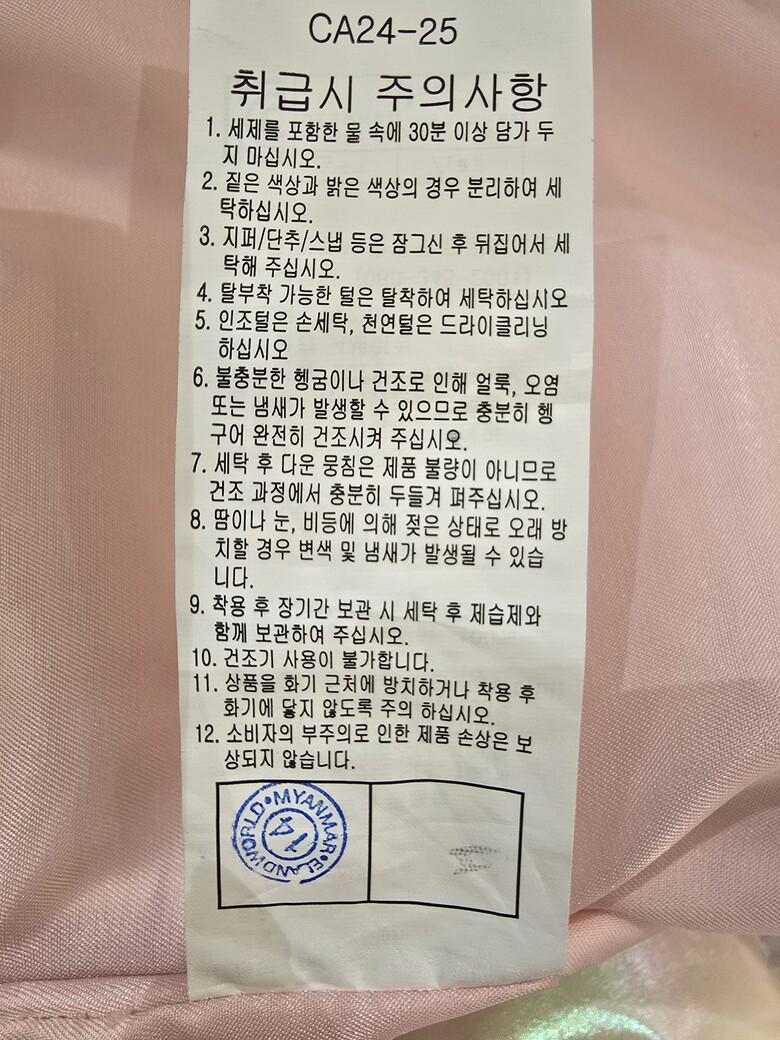 CA24-25
취급시 주의사항
1. 세제를 포함한 물 속에 30분 이상 담가 두
지 마십시오.
2. 짙은 색상과 밝은 색상의 경우 분리하여 세
탁하십시오.
3. 지퍼/단추/스냅 등은 잠그신 후 뒤집어서 세
탁해 주십시오.
4. 탈부착 가능한 털은 탈착하여 세탁하십시오
5. 인조털은 손세탁, 천연털은 드라이클리닝
하십시오
6. 불충분한 헹굼이나 건조로 인해 얼룩, 오염
또는 냄새가 발생할 수 있으므로 충분히 헹
구어 완전히 건조시켜 주십시오.
7. 세탁 후 다운 뭉침은 제품 불량이 아니므로
건조 과정에서 충분히 두들겨 펴주십시오.
8. 땀이나 눈, 비등에 의해 젖은 상태로 오래 방
치할 경우 변색 및 냄새가 발생될 수 있습
니다.
9. 착용 후 장기간 보관 시 세탁 후 제습제와
함께 보관하여 주십시오.
10. 건조기 사용이 불가합니다.
11. 상품을 화기 근처에 방치하거나 착용 후
화기에 닿지 않도록 주의 하십시오.
12. 소비자의 부주의로 인한 제품 손상은 보
상되지 않습니다.
MYANMAR•ELANDWORLD•
14